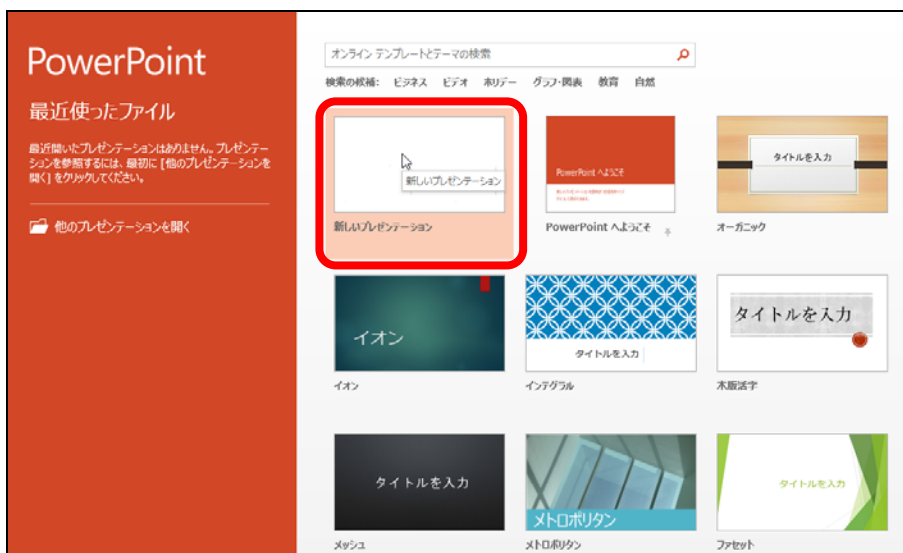 PowerPoint
最近使ったファイル
最近開いたプレゼンテーションはありません。プレゼンテー
ションを参照するには、最初に [他のプレゼンテーションを
開く] をクリックしてください。
他のプレゼンテーションを開く
オンライン テンプレートとテーマの検索
検索の候補: ビジネス ビデオ ホリデー グラフ・図表 教育 自然
新しいプレゼンテーション
新しいプレゼンテーション
PowerPoint へようこそ
PowerPoint へようこそ
タイトルを入力
オーガニック
イオン
イオン
タイトルを入力
インテグラル
タイトルを入力
木版活字
タイトルを入力
メッシュ
メトロポリタン
メトロポリタン
タイトルを入力
ファセット